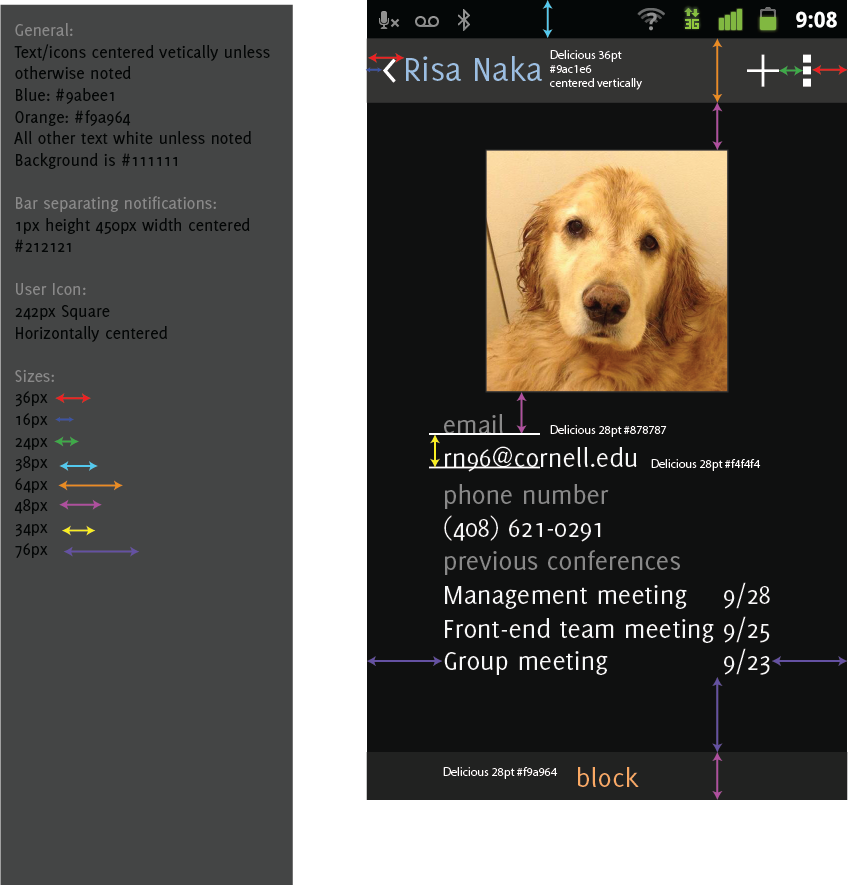 General:
Text/icons centered vetically unless
otherwise noted
Blue: #9abee1
Orange: #f9a964
All other text white unless noted
Background is #111111
Bar separating notifications:
1px height 450px width centered
#212121
User Icon:
242px Square
Horizontally centered
Sizes:
36px
16px
24px
38px
64px
48px
34px
76px
3G
9:08
Risa Naka
Delicious 36pt
#9ac1e6
centered vertically
email
Delicious 28pt #878787
rn96@cornell.edu
Delicious 28pt #f4f4f4
phone number
(408) 621-0291
previous conferences
Management meeting 9/28
Front-end team meeting 9/25
Group meeting 9/23
Delicious 28pt #f9a964
block